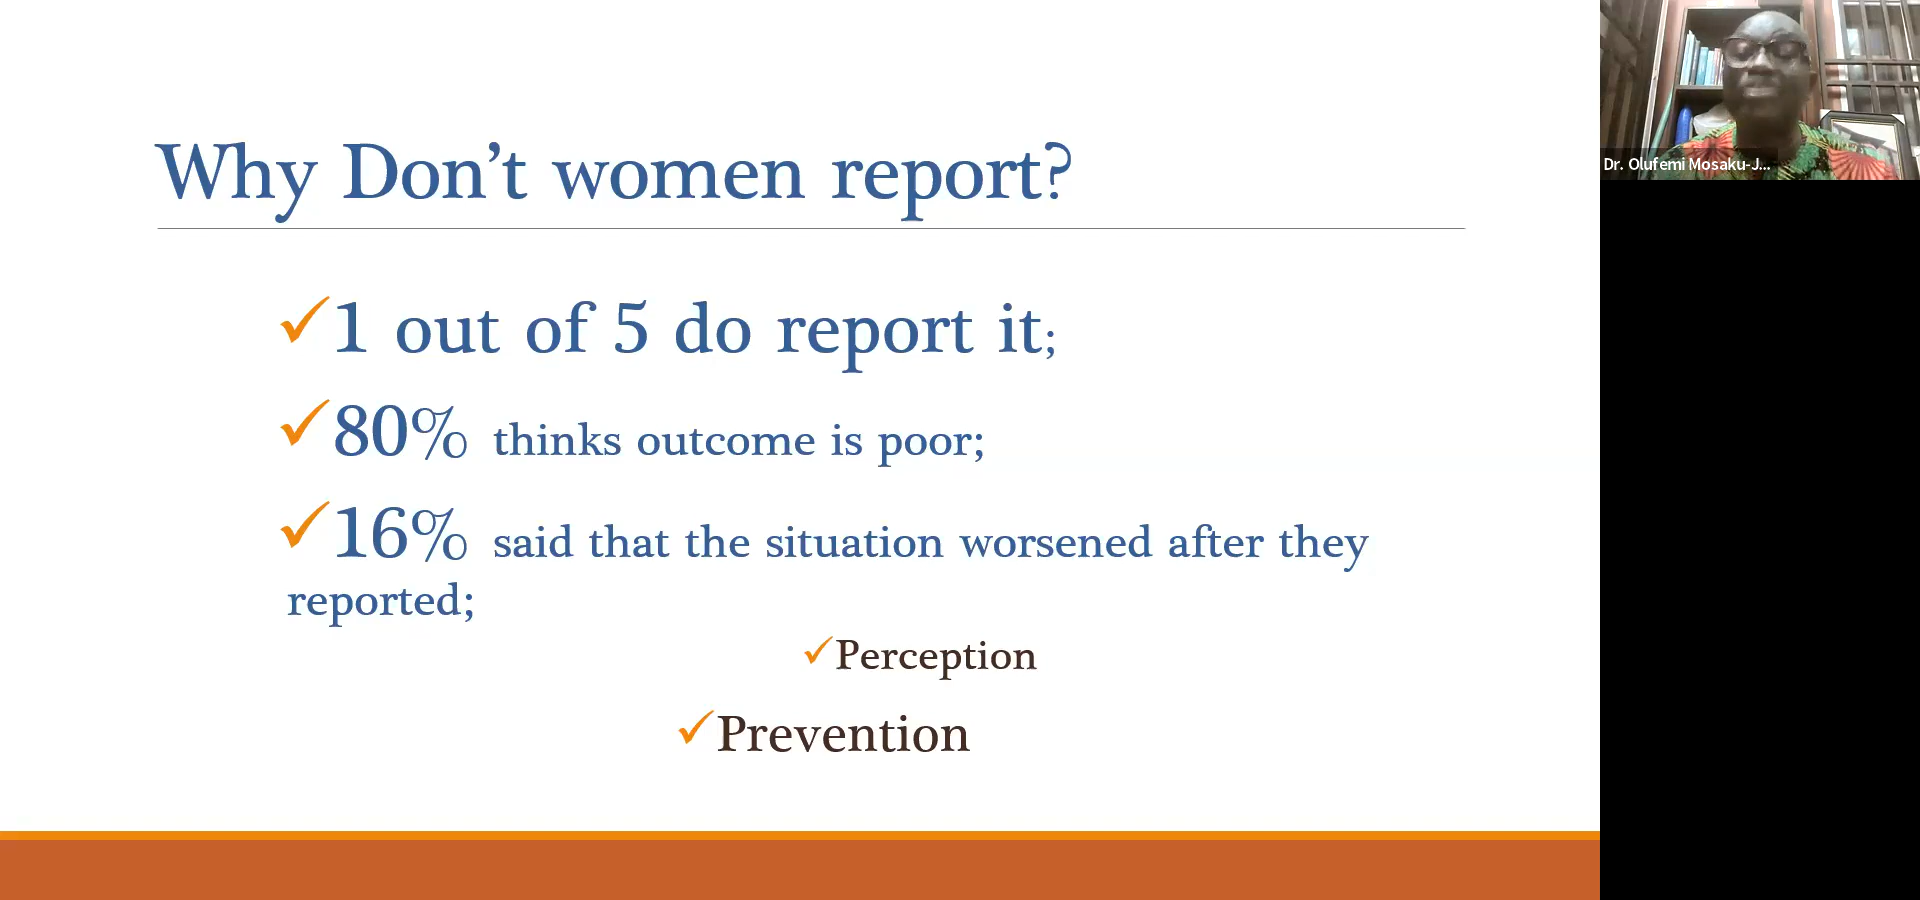 Why Don’t women report?
✓1 out of 5 do report it;
✓80% thinks outcome is poor;
✓16% said that the situation worsened after they
reported;
✓Perception
✓Prevention
Dr. Olufemi Mosaku-J...